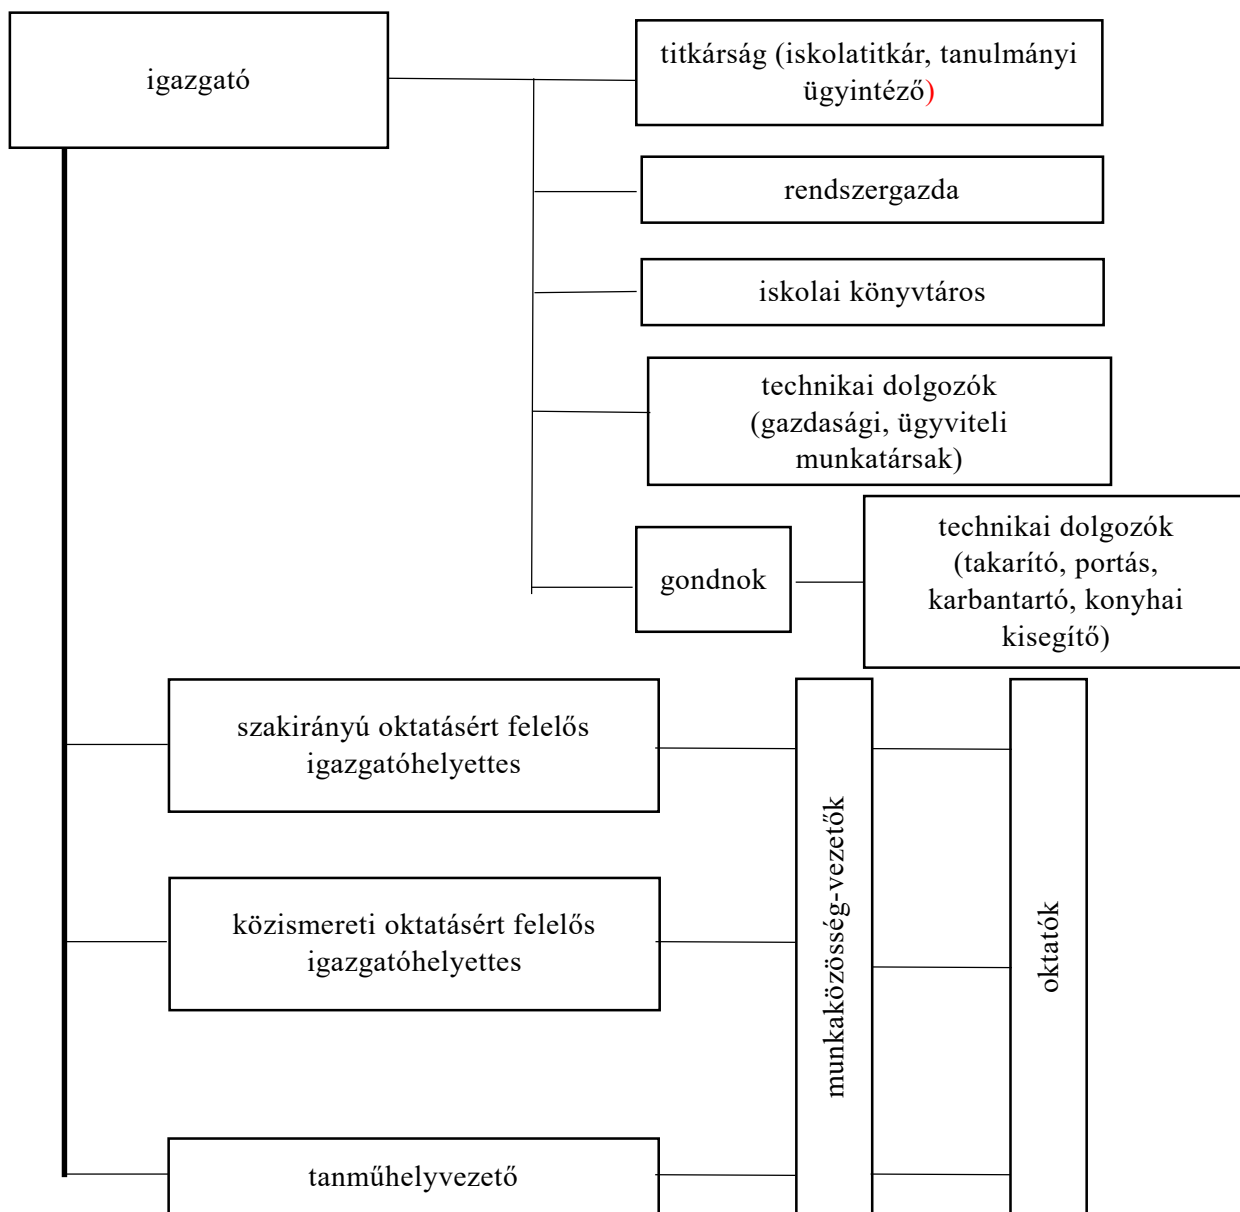 igazgató
titkárság (iskolatitkár, tanulmányi
ügyintéző)
rendszergazda
iskolai könyvtáros
technikai dolgozók
(gazdasági, ügyviteli
munkatársak)
gondnok
technikai dolgozók
(takarító, portás,
karbantartó, konyhai
kisegítő)
szakirányú oktatásért felelős
igazgatóhelyettes
közismereti oktatásért felelős
igazgatóhelyettes
tanműhelyvezető
munkaközösség-vezetők
oktatók